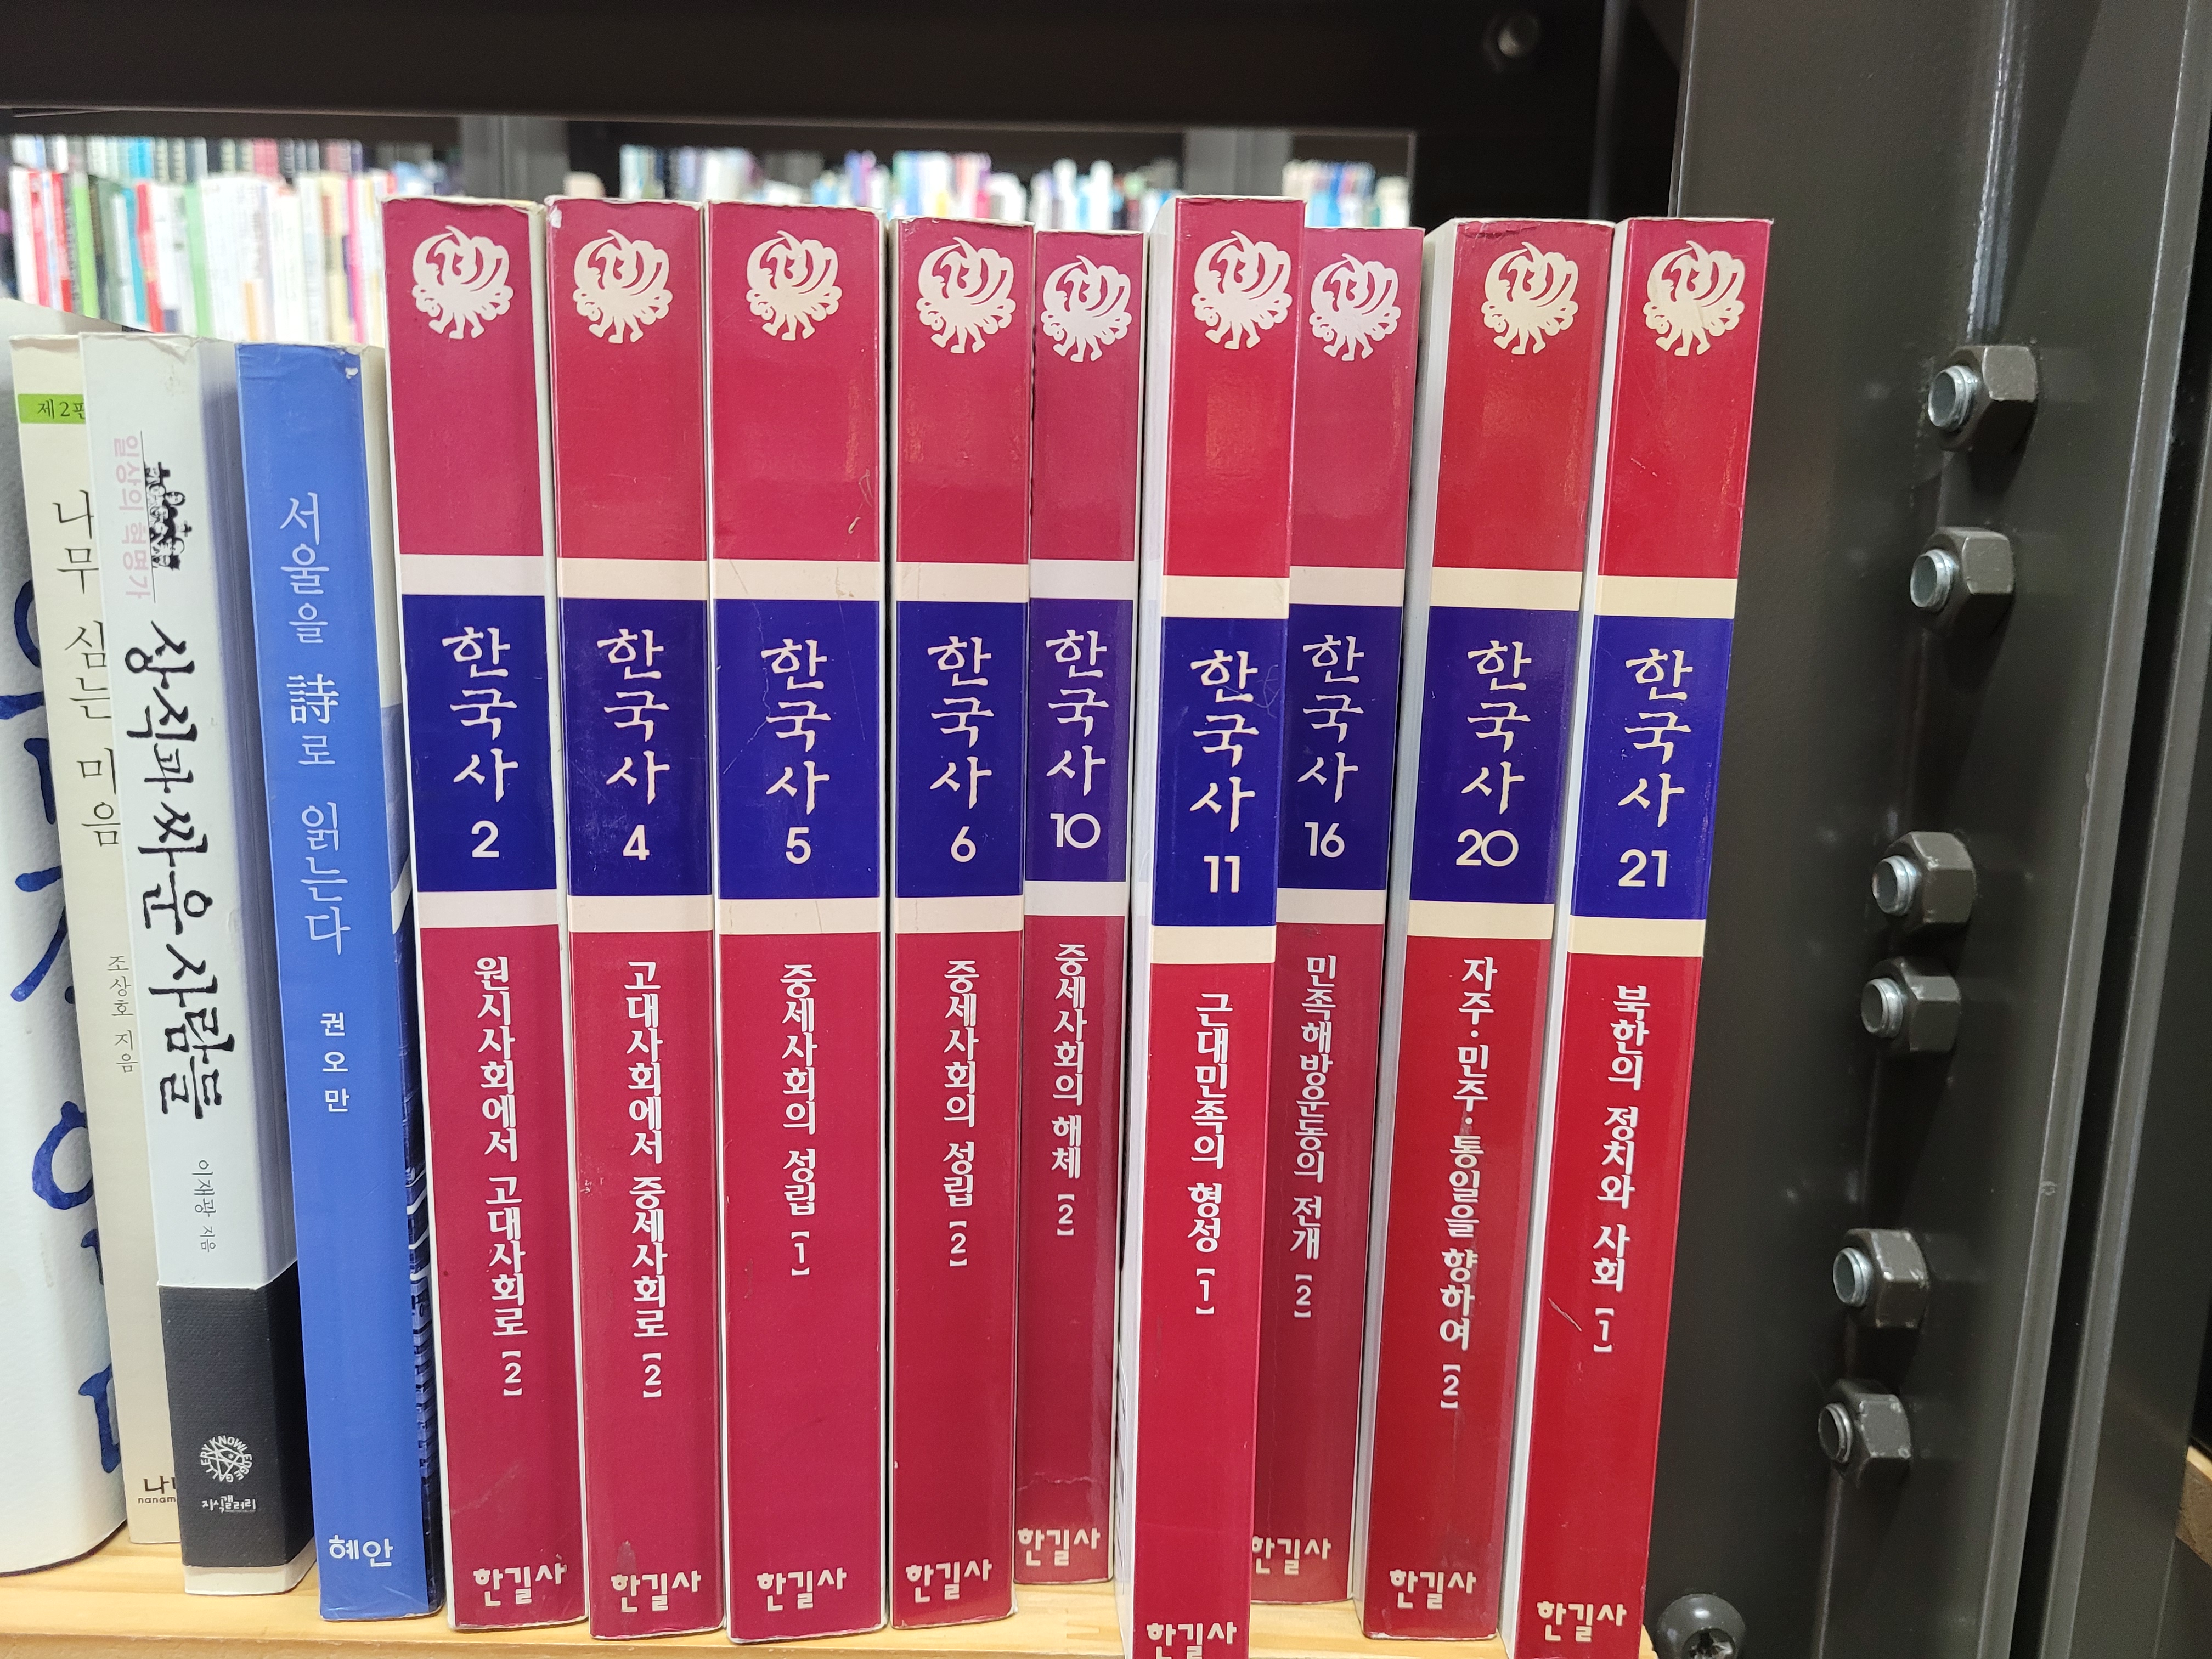 제2판
나무 심는 마음
조상호 지음
일상의 혁명가
상식과 싸운 사람들
이재광 지음
KNOWLEDGE GALLERY
지식갤러리
서울을 詩로 읽는다
권오만
혜안
한국사 2
원시사회에서 고대사회로 【2】
한길사
한국사 4
고대사회에서 중세사회로 【2】
한길사
한국사 5
중세사회의 성립 【1】
한길사
한국사 6
중세사회의 성립 【2】
한길사
한국사 10
중세사회의 해체 【2】
한길사
한국사 11
근대민족의 형성 【1】
한길사
한국사 16
민족해방운동의 전개 【2】
한길사
한국사 20
자주·민주·통일을 향하여 【2】
한길사
한국사 21
북한의 정치와 사회 【1】
한길사